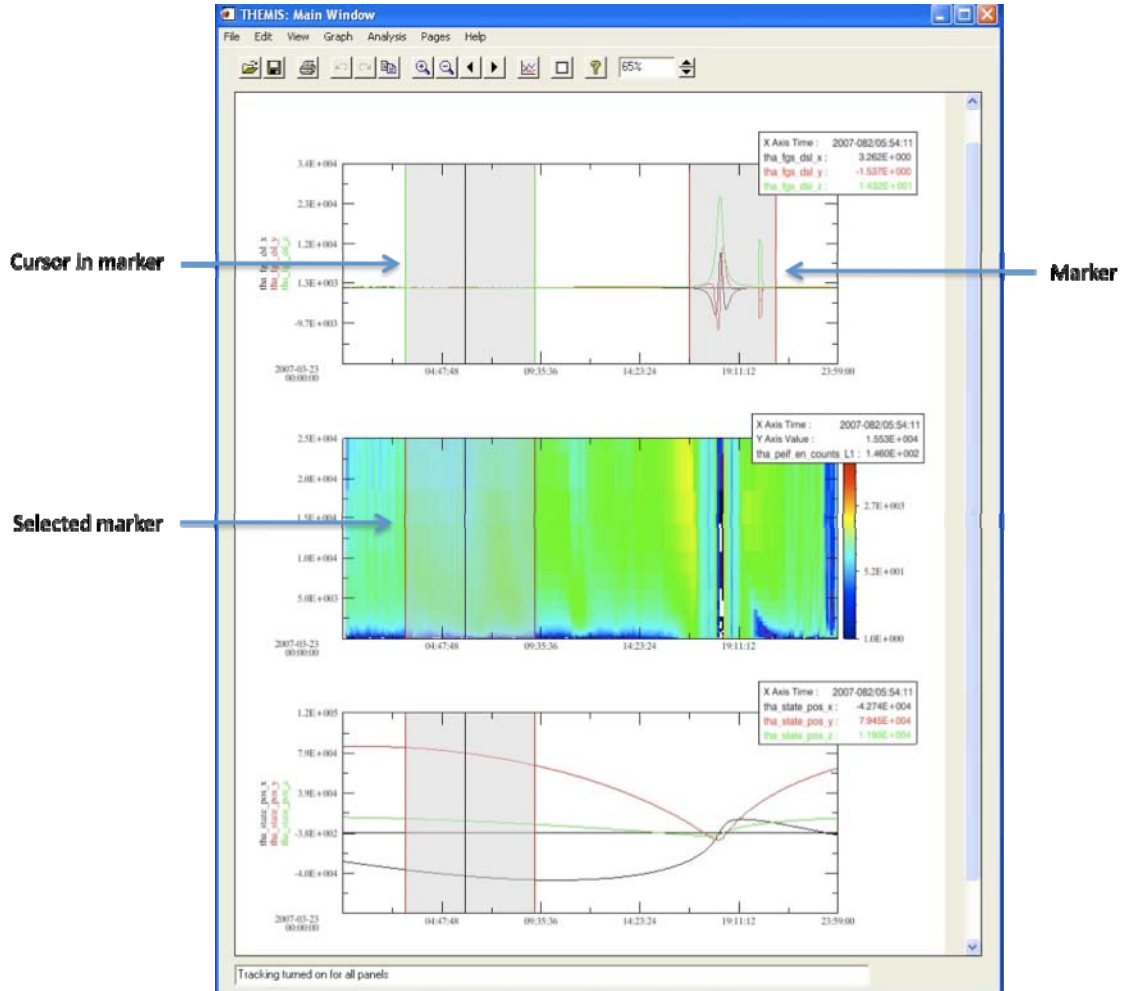 THEMIS: Main Window
File Edit View Graph Analysis Pages Help
65%
X Axis Time : 2007-082/05:54:11
tha_fgs_dsl_x : 3.262E+000
tha_fgs_dsl_y : -1.537E+000
tha_fgs_dsl_z : 1.432E+001
3.4E+004
2.3E+004
1.2E+004
1.3E+003
-9.7E+003
tha_fgs_dsl_x
tha_fgs_dsl_y
tha_fgs_dsl_z
Cursor in marker
Marker
2007-03-23
00:00:00
04:47:48 09:35:36 14:23:24 19:11:12 23:59:00
X Axis Time : 2007-082/05:54:11
Y Axis Value : 1.553E+004
tha_peif_en_counts_L1 : 1.460E+002
2.5E+004
2.0E+004
1.5E+004
1.0E+004
5.0E+003
Selected marker
2.7E+003
5.2E+001
1.0E+000
2007-03-23
00:00:00
04:47:48 09:35:36 14:23:24 19:11:12
X Axis Time : 2007-082/05:54:11
tha_state_pos_x : -4.274E+004
tha_state_pos_y : 7.945E+004
tha_state_pos_z :
1.2E+005
7.9E+004
3.9E+004
-3.8E+002
-4.0E+004
tha_state_pos_x
tha_state_pos_y
tha_state_pos_z
2007-03-23
00:00:00
04:47:48 09:35:36 14:23:24 19:11:12 23:59:00
Tracking turned on for all panels